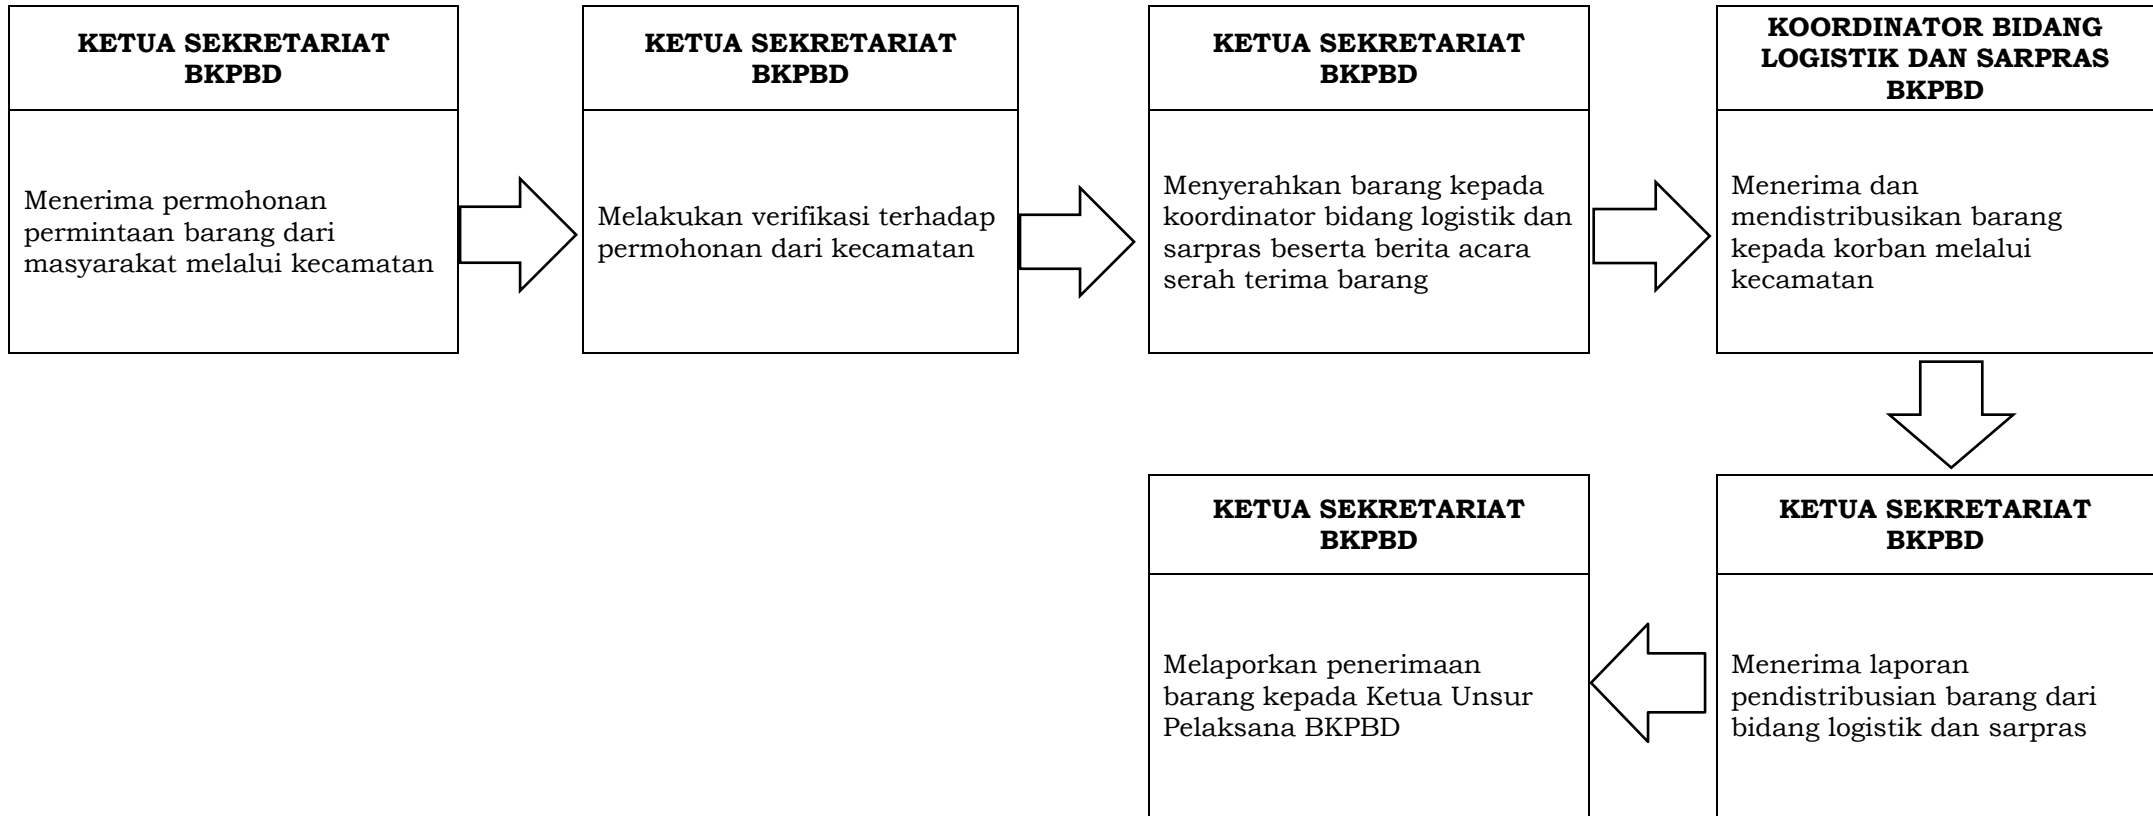 KETUA SEKRETARIAT
BKPBD
Menerima permohonan
permintaan barang dari
masyarakat melalui kecamatan
KETUA SEKRETARIAT
BKPBD
Melakukan verifikasi terhadap
permohonan dari kecamatan
KETUA SEKRETARIAT
BKPBD
Menyerahkan barang kepada
koordinator bidang logistik dan
sarpras beserta berita acara
serah terima barang
KOORDINATOR BIDANG
LOGISTIK DAN SARPRAS
BKPBD
Menerima dan
mendistribusikan barang
kepada korban melalui
kecamatan
KETUA SEKRETARIAT
BKPBD
Menerima laporan
pendistribusian barang dari
bidang logistik dan sarpras
KETUA SEKRETARIAT
BKPBD
Melaporkan penerimaan
barang kepada Ketua Unsur
Pelaksana BKPBD